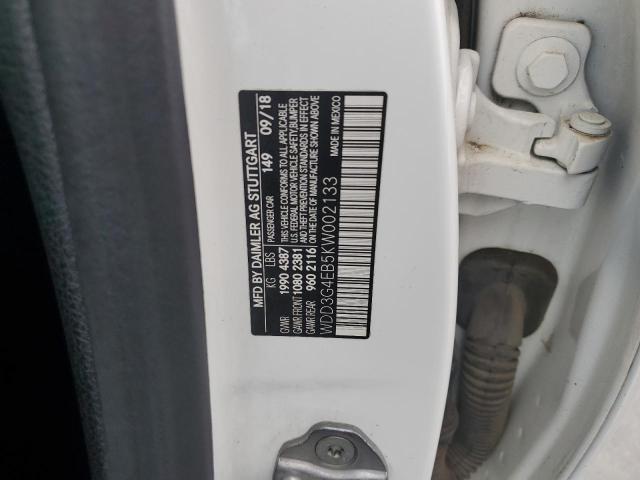 MFD BY DAIMLER AG STUTTGART
PASSENGER CAR 149 09/18
KG LBS
GVWR 1990 4387
GAWR FRONT 1080 2381
GAWR REAR 960 2116
THIS VEHICLE CONFORMS TO ALL APPLICABLE
U.S. FEDERAL MOTOR VEHICLE SAFETY, BUMPER
AND THEFT PREVENTION STANDARDS IN EFFECT
ON THE DATE OF MANUFACTURE SHOWN ABOVE
WDD3G4EB5KW002133
MADE IN MEXICO